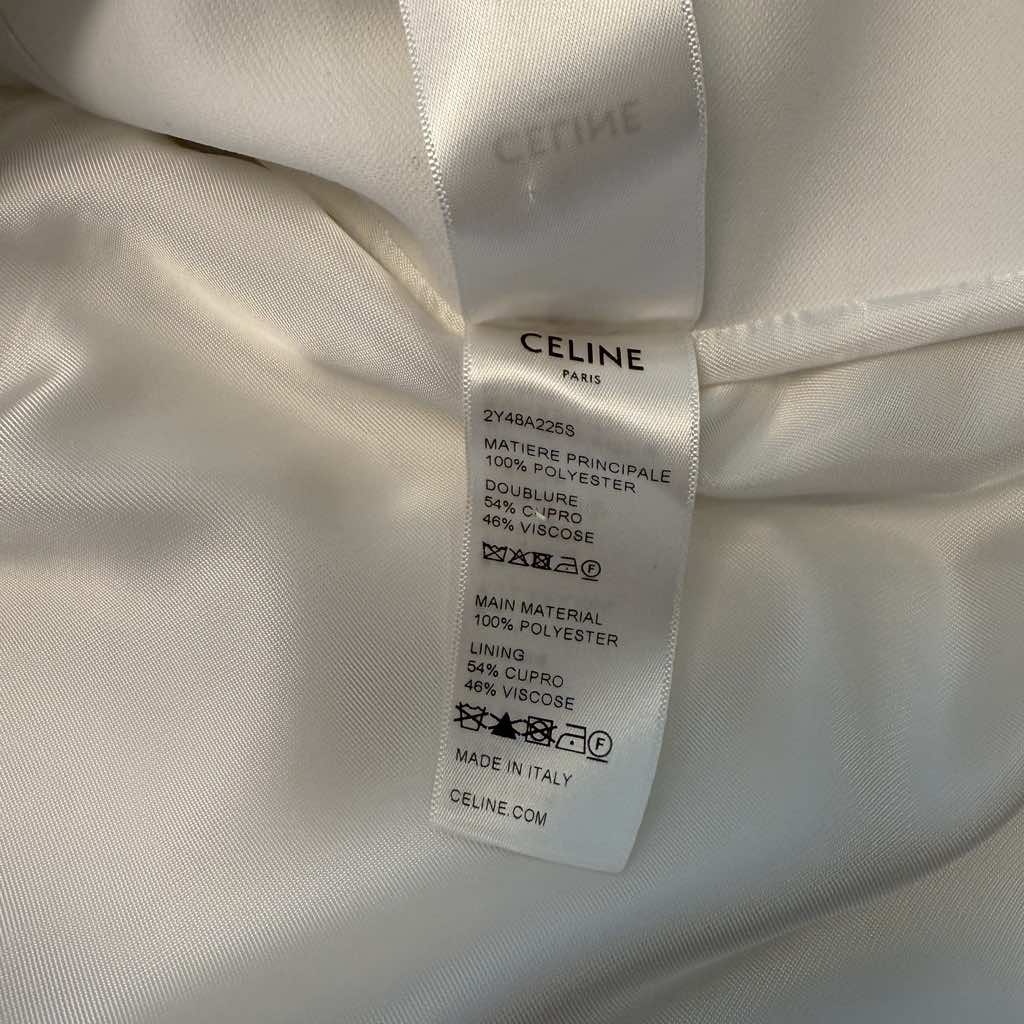 CELINE
CELINE
PARIS
2Y48A225S
MATIERE PRINCIPALE
100% POLYESTER
DOUBLURE
54% CUPRO
46% VISCOSE
F
MAIN MATERIAL
100% POLYESTER
LINING
54% CUPRO
46% VISCOSE
F
MADE IN ITALY
CELINE.COM